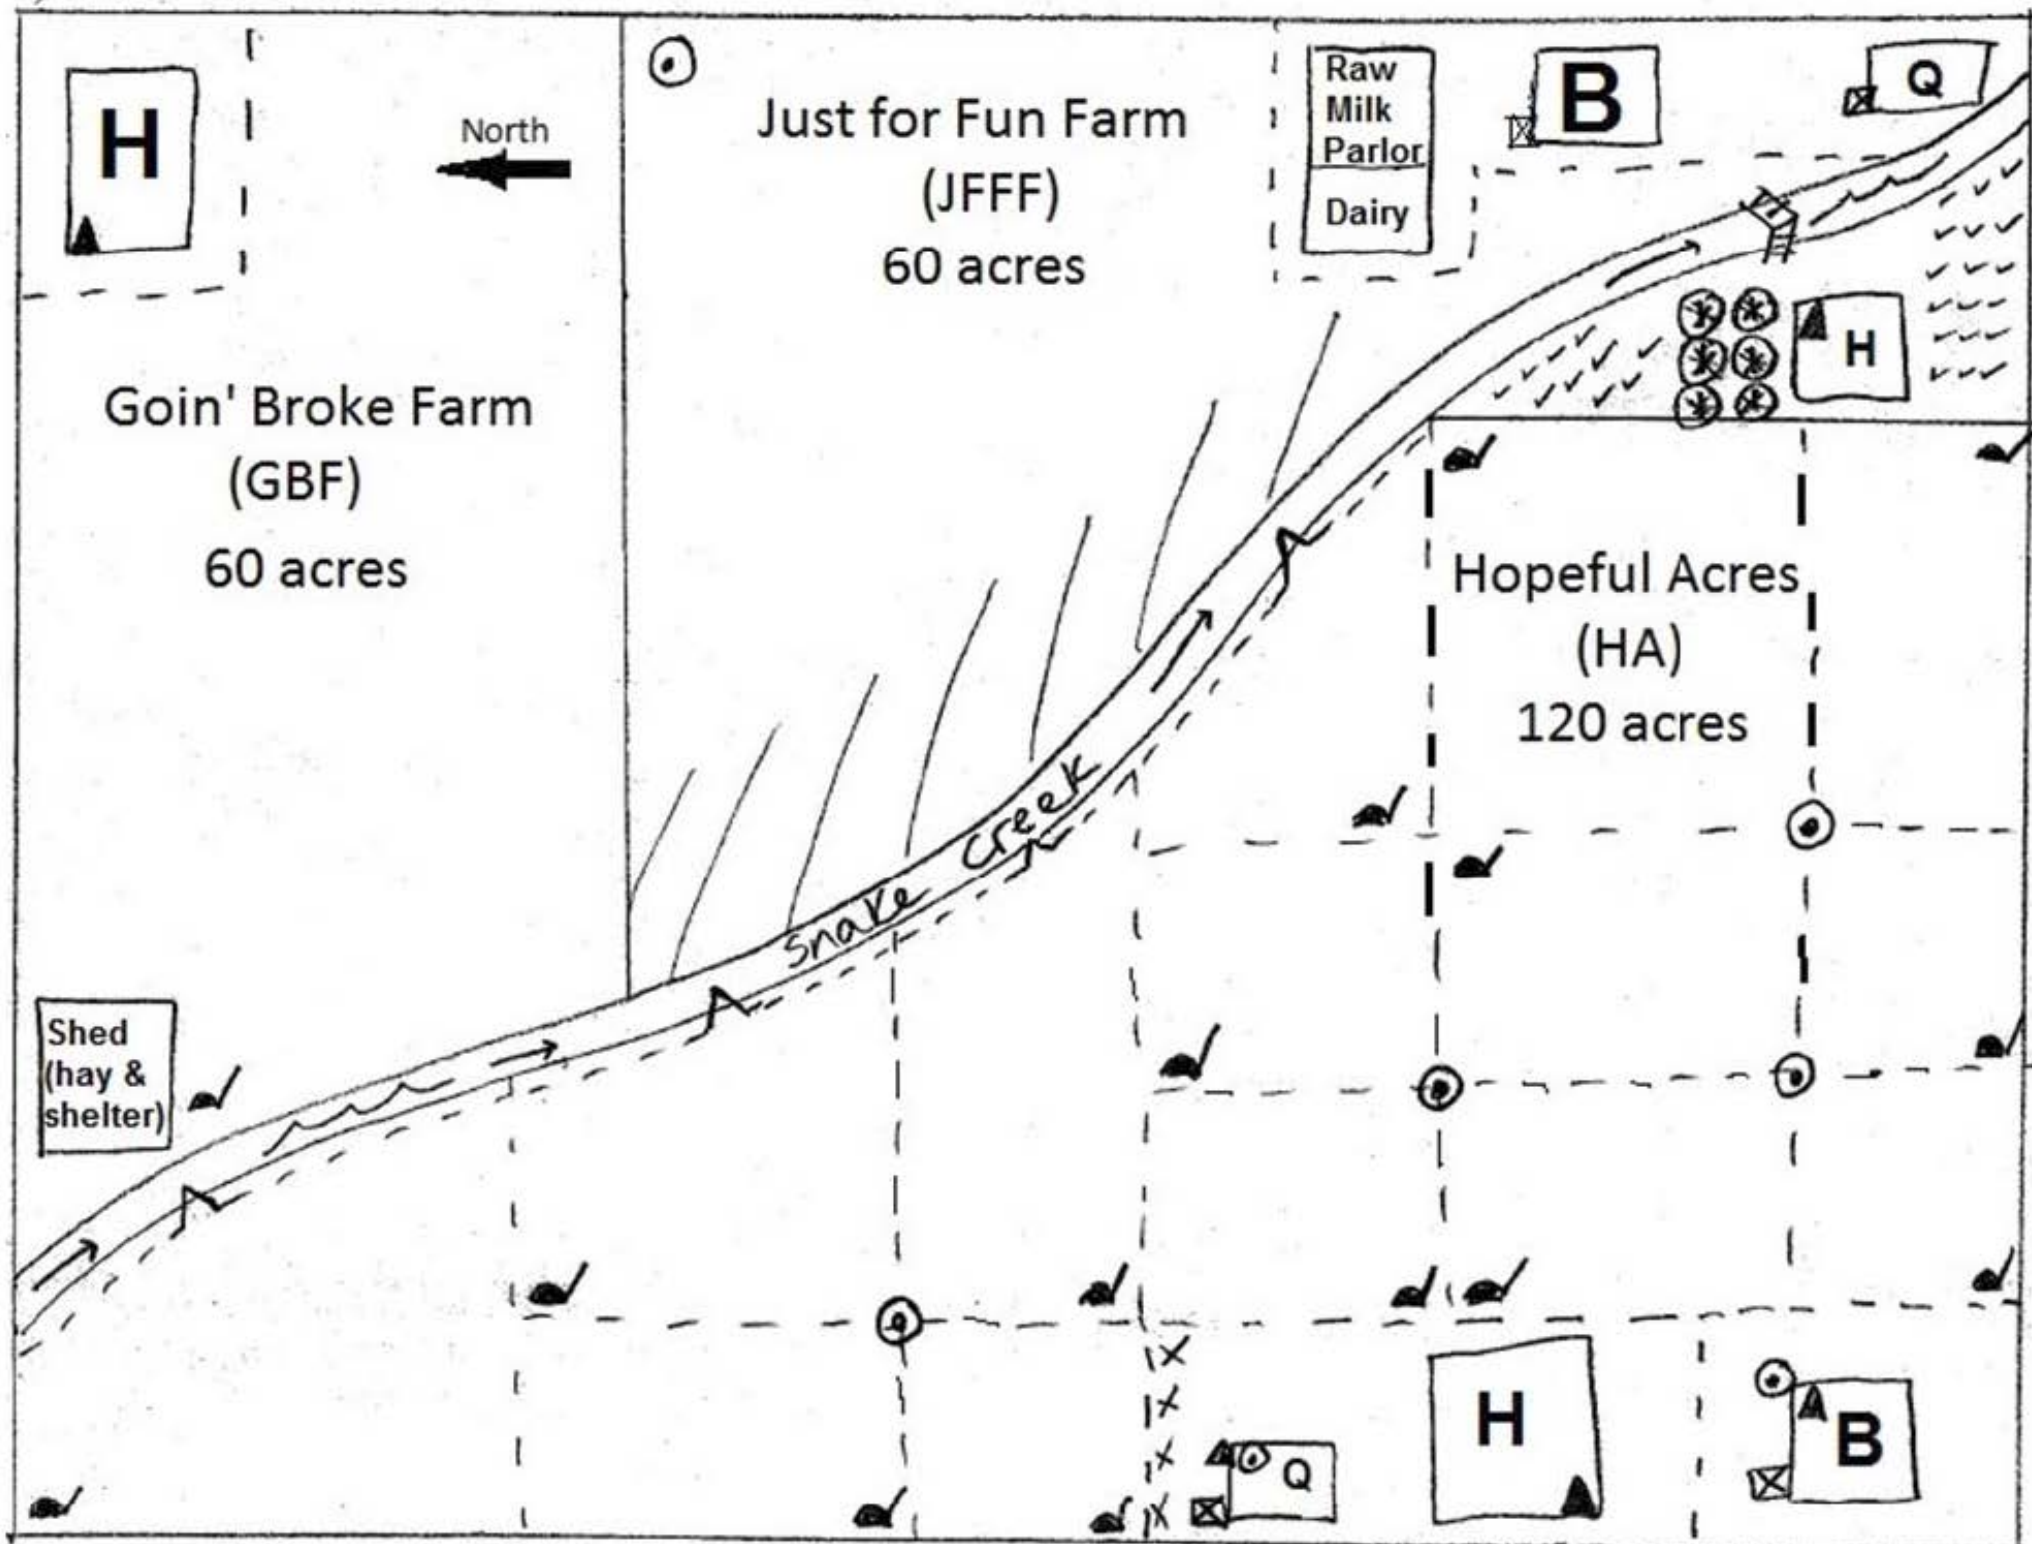 H
North
Just for Fun Farm
(JFFF)
60 acres
Raw
Milk
Parlor
Dairy
B
Q
H
Goin' Broke Farm
(GBF)
60 acres
Hopeful Acres
(HA)
120 acres
Snake Creek
Shed
(hay &
shelter)
Q
H
B